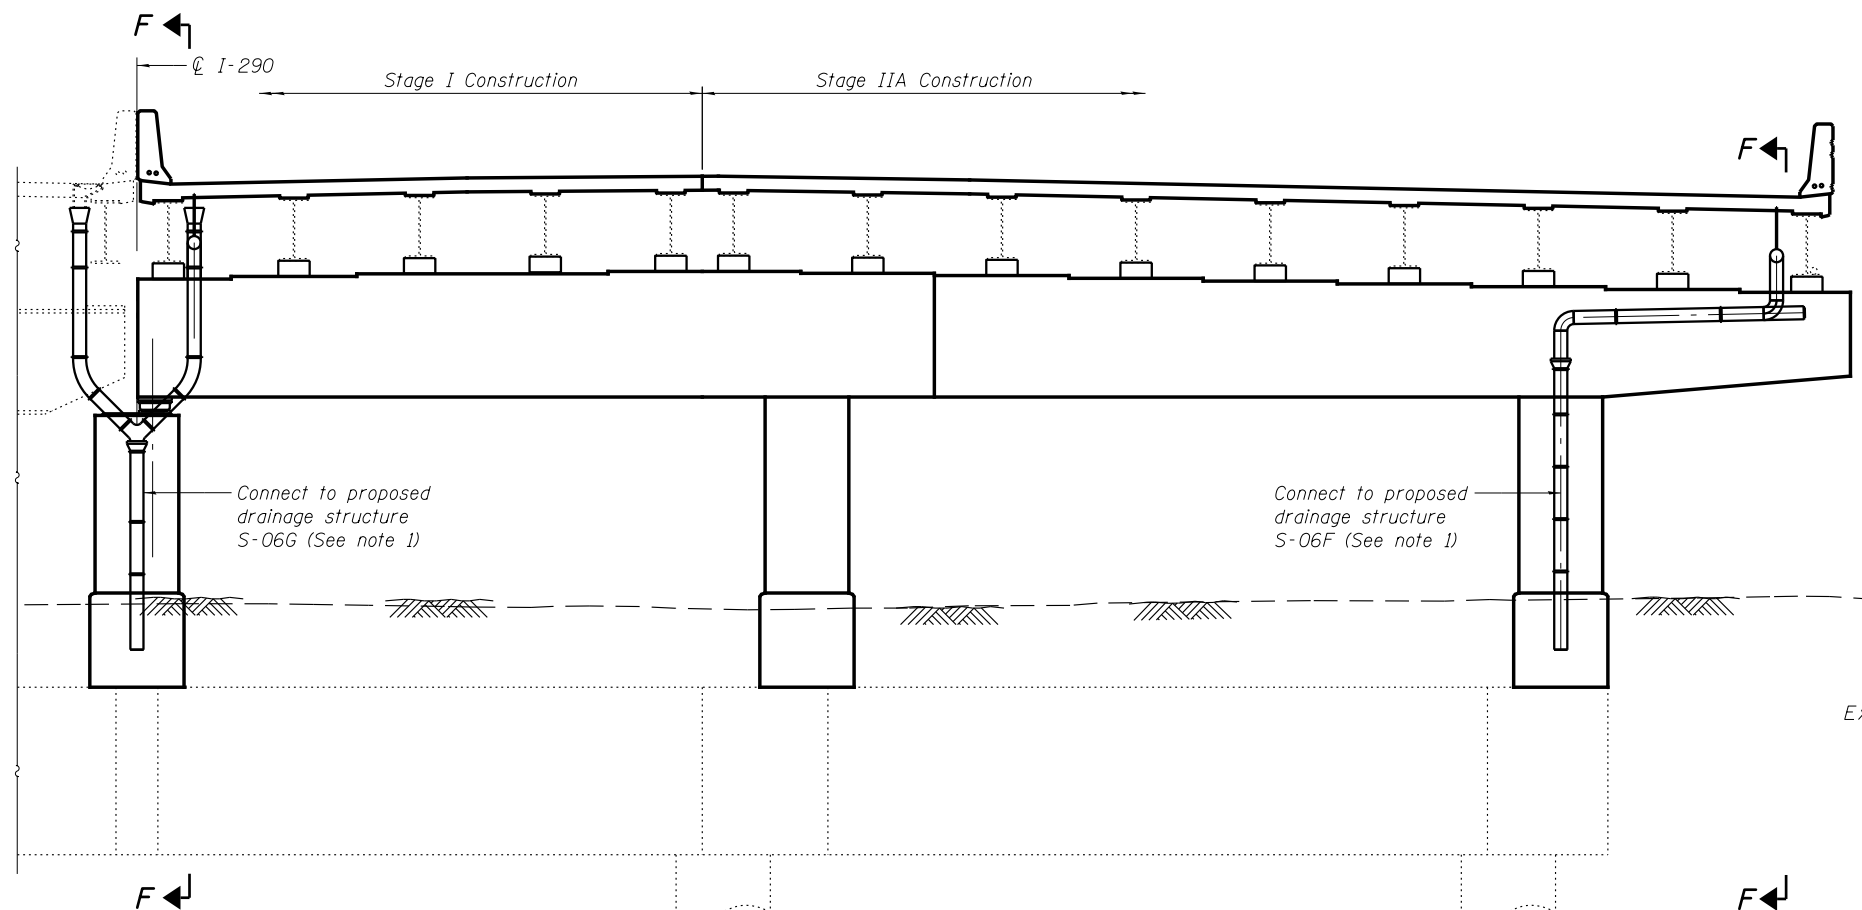 F
℄ I-290
Stage I Construction
Stage IIA Construction
F
Connect to proposed
drainage structure
S-06G (See note 1)
Connect to proposed
drainage structure
S-06F (See note 1)
F
F